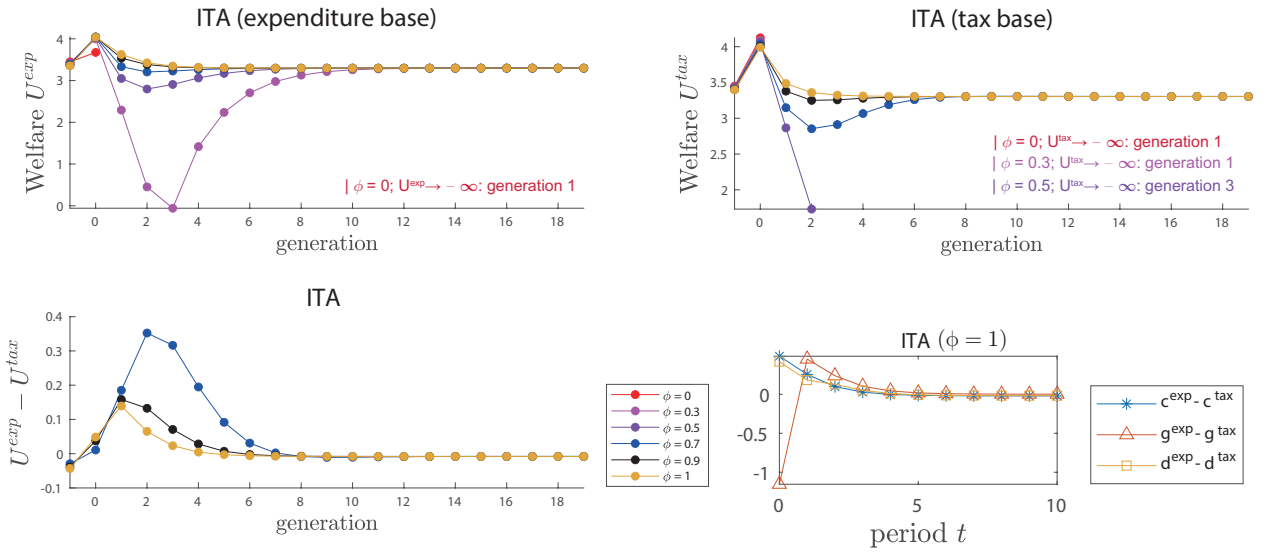 ITA (expenditure base)
Welfare U^exp
4
3
2
1
0
| ϕ = 0; U^exp→ − ∞: generation 1
0 2 4 6 8 10 12 14 16 18
generation
ITA (tax base)
Welfare U^tax
4
3.5
3
2.5
2
| ϕ = 0; U^tax→ − ∞: generation 1
| ϕ = 0.3; U^tax→ − ∞: generation 1
| ϕ = 0.5; U^tax→ − ∞: generation 3
0 2 4 6 8 10 12 14 16 18
generation
ITA
U^exp − U^tax
0.4
0.3
0.2
0.1
0
-0.1
0 2 4 6 8 10 12 14 16 18
generation
ϕ = 0
ϕ = 0.3
ϕ = 0.5
ϕ = 0.7
ϕ = 0.9
ϕ = 1
ITA (ϕ = 1)
0
-0.5
-1
0 5 10
period t
c^exp - c^tax
g^exp - g^tax
d^exp - d^tax